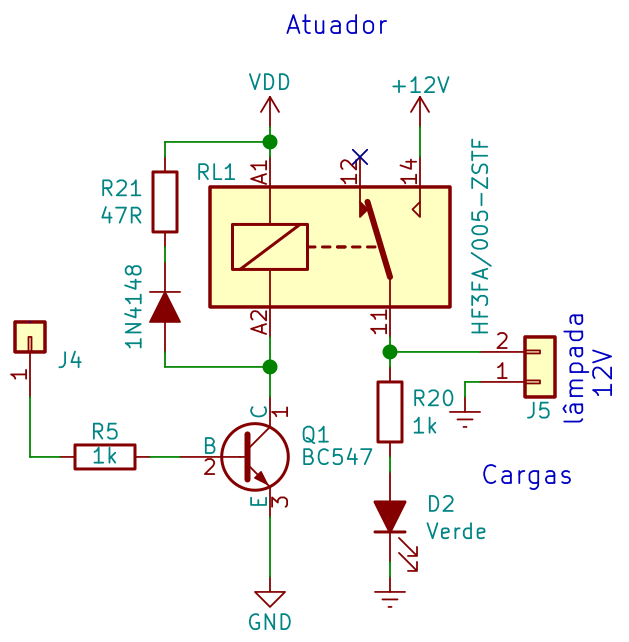 Atuador
VDD
+12V
RL1
A1
12
14
R21
47R
HF3FA/005-ZSTF
1N4148
A2
11
J4
1
2
1
J5
lâmpada
12V
R20
1k
C
1
R5
1k
B
2
Q1
BC547
E
3
Cargas
D2
Verde
GND